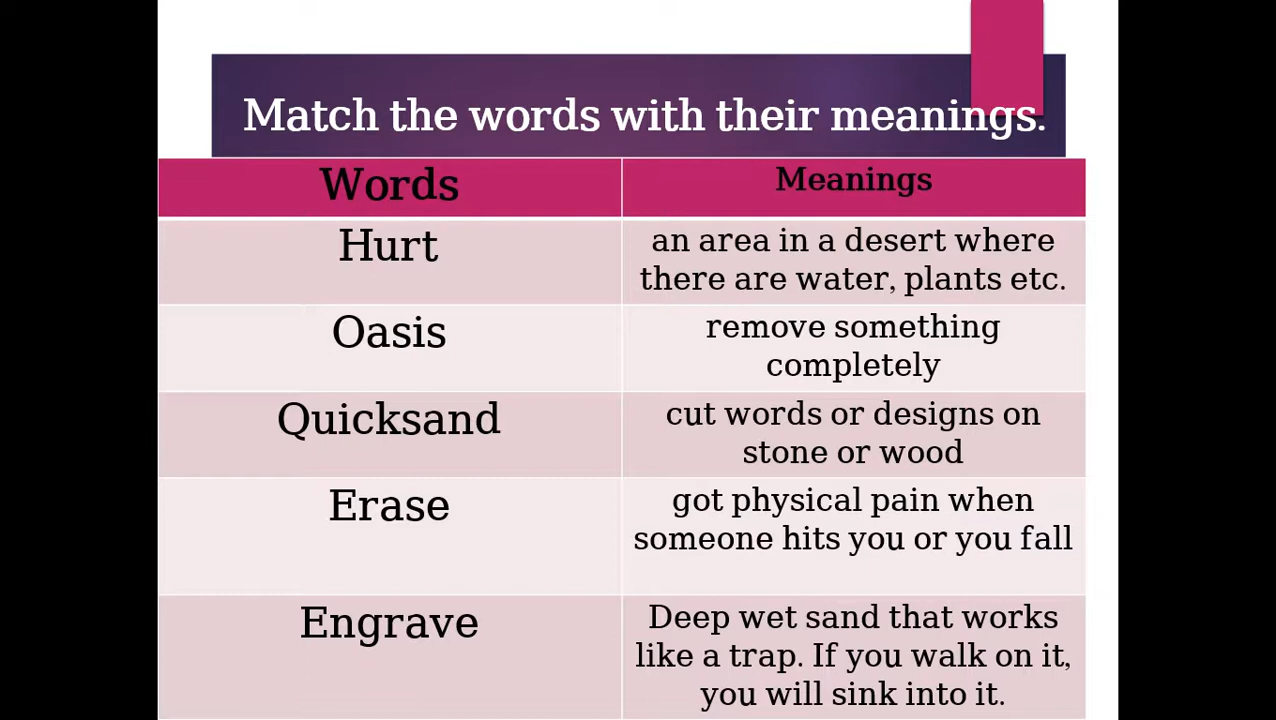 Match the words with their meanings.
Words
Meanings
Hurt
an area in a desert where
there are water, plants etc.
Oasis
remove something
completely
Quicksand
cut words or designs on
stone or wood
Erase
got physical pain when
someone hits you or you fall
Engrave
Deep wet sand that works
like a trap. If you walk on it,
you will sink into it.